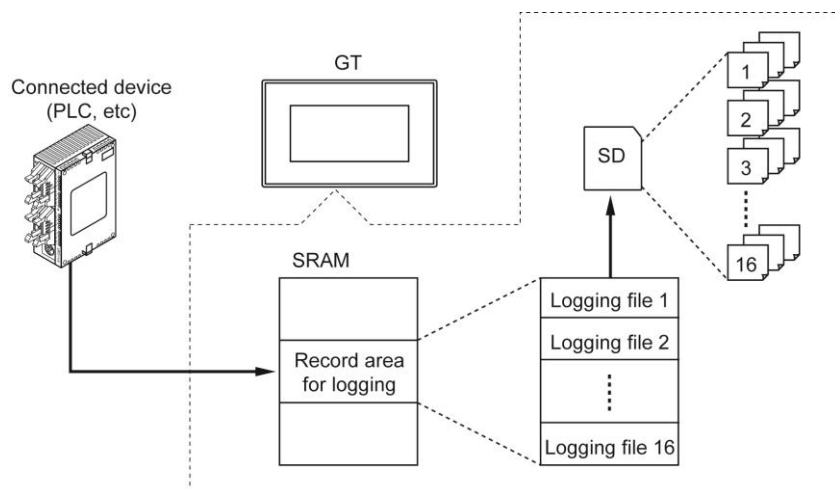 GT
Connected device
(PLC, etc)
SD
1
2
3
16
SRAM
Record area
for logging
Logging file 1
Logging file 2
Logging file 16